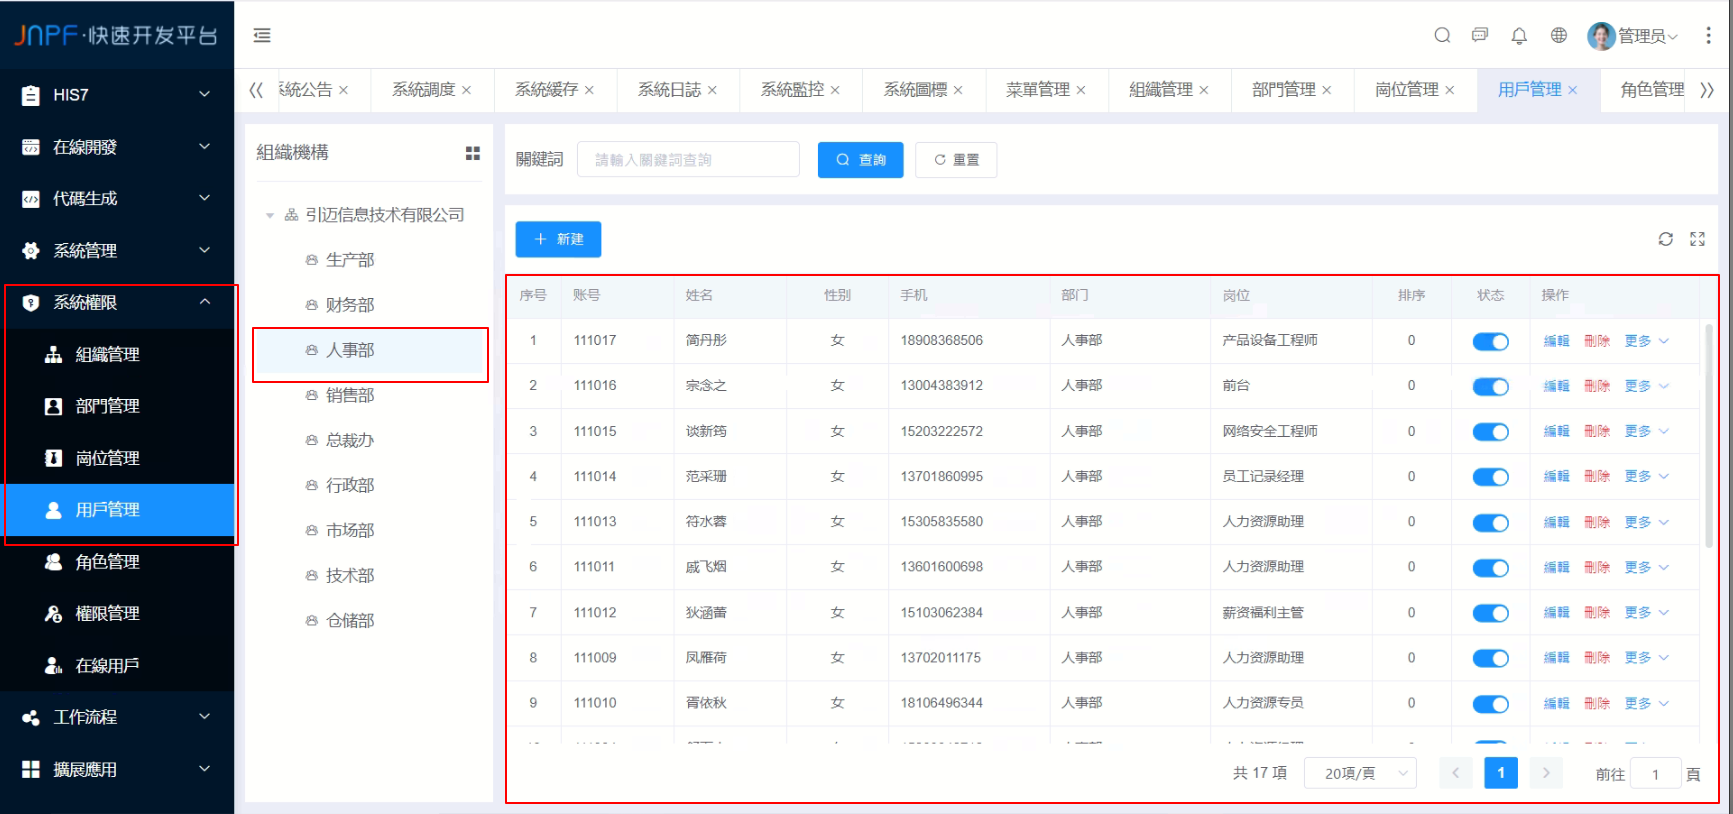 JNPF·快速开发平台
管理员
HIS7
在線開發
代碼生成
系統管理
系統權限
組織管理
部門管理
崗位管理
用戶管理
角色管理
權限管理
在線用戶
工作流程
擴展應用
系統公告 × 系統調度 × 系統緩存 × 系統日誌 × 系統監控 × 系統圖標 × 菜單管理 × 組織管理 × 部門管理 × 崗位管理 × 用戶管理 × 角色管理
組織機構
引迈信息技术有限公司
生产部
财务部
人事部
销售部
总裁办
行政部
市场部
技术部
仓储部
關鍵詞 請輸入關鍵詞查詢 查詢 重置
+ 新建
序号 账号 姓名 性别 手机 部门 岗位 排序 状态 操作
1 111017 简丹彤 女 18908368506 人事部 产品设备工程师 0 編輯 刪除 更多
2 111016 宗念之 女 13004383912 人事部 前台 0 編輯 刪除 更多
3 111015 谈新筠 女 15203222572 人事部 网络安全工程师 0 編輯 刪除 更多
4 111014 范采珊 女 13701860995 人事部 员工记录经理 0 編輯 刪除 更多
5 111013 符水蓉 女 15305835580 人事部 人力资源助理 0 編輯 刪除 更多
6 111011 戚飞烟 女 13601600698 人事部 人力资源助理 0 編輯 刪除 更多
7 111012 狄涵蕾 女 15103062384 人事部 薪资福利主管 0 編輯 刪除 更多
8 111009 凤雁荷 女 13702011175 人事部 人力资源助理 0 編輯 刪除 更多
9 111010 胥依秋 女 18106496344 人事部 人力资源专员 0 編輯 刪除 更多
共 17 項 20項/頁 1 前往 1 頁